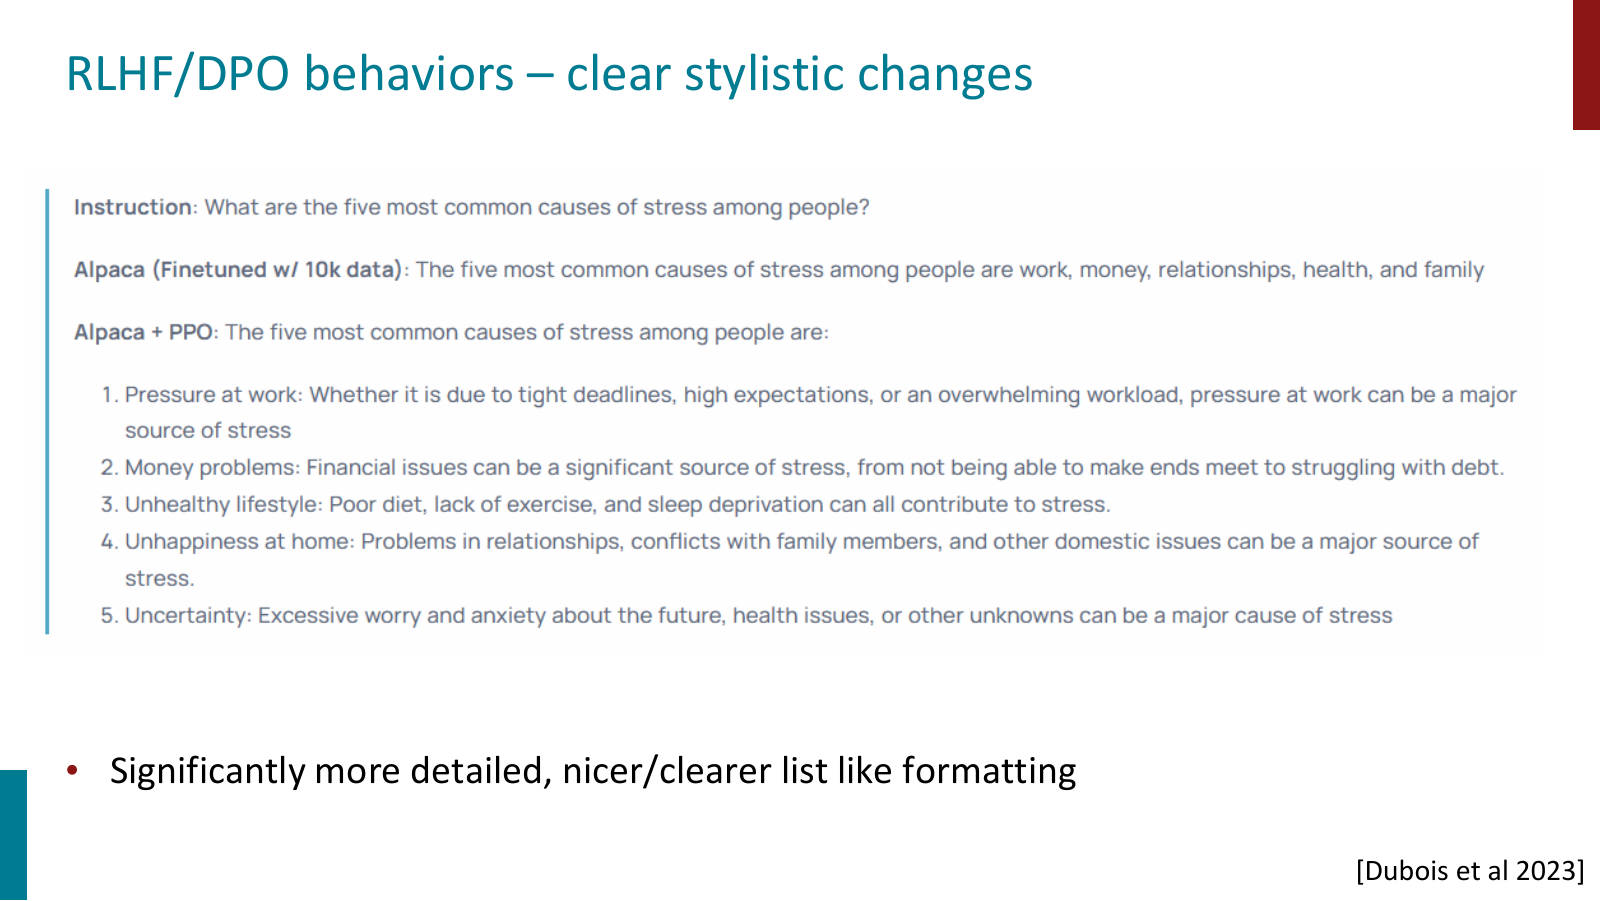 RLHF/DPO behaviors – clear stylistic changes
Instruction: What are the five most common causes of stress among people?
Alpaca (Finetuned w/ 10k data): The five most common causes of stress among people are work, money, relationships, health, and family
Alpaca + PPO: The five most common causes of stress among people are:
1. Pressure at work: Whether it is due to tight deadlines, high expectations, or an overwhelming workload, pressure at work can be a major
source of stress
2. Money problems: Financial issues can be a significant source of stress, from not being able to make ends meet to struggling with debt.
3. Unhealthy lifestyle: Poor diet, lack of exercise, and sleep deprivation can all contribute to stress.
4. Unhappiness at home: Problems in relationships, conflicts with family members, and other domestic issues can be a major source of
stress.
5. Uncertainty: Excessive worry and anxiety about the future, health issues, or other unknowns can be a major cause of stress
• Significantly more detailed, nicer/clearer list like formatting
[Dubois et al 2023]